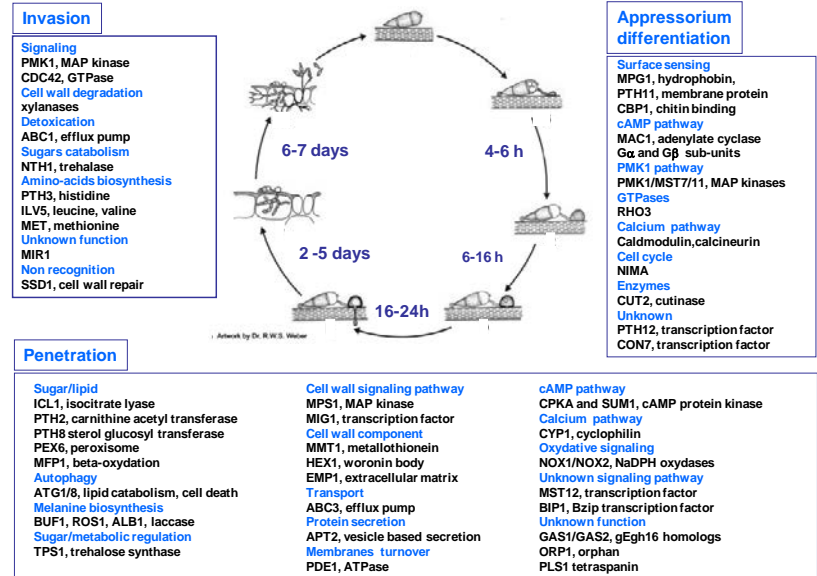 Invasion
Signaling
PMK1, MAP kinase
CDC42, GTPase
Cell wall degradation
xylanases
Detoxication
ABC1, efflux pump
Sugars catabolism
NTH1, trehalase
Amino-acids biosynthesis
PTH3, histidine
ILV5, leucine, valine
MET, methionine
Unknown function
MIR1
Non recognition
SSD1, cell wall repair
6-7 days
4-6 h
2 -5 days
6-16 h
16-24h
Artwork by Dr. R.W.S. Weber
Appressorium
differentiation
Surface sensing
MPG1, hydrophobin,
PTH11, membrane protein
CBP1, chitin binding
cAMP pathway
MAC1, adenylate cyclase
Gα and Gβ sub-units
PMK1 pathway
PMK1/MST7/11, MAP kinases
GTPases
RHO3
Calcium pathway
Caldmodulin,calcineurin
Cell cycle
NIMA
Enzymes
CUT2, cutinase
Unknown
PTH12, transcription factor
CON7, transcription factor
Penetration
Sugar/lipid
ICL1, isocitrate lyase
PTH2, carnithine acetyl transferase
PTH8 sterol glucosyl transferase
PEX6, peroxisome
MFP1, beta-oxydation
Autophagy
ATG1/8, lipid catabolism, cell death
Melanine biosynthesis
BUF1, ROS1, ALB1, laccase
Sugar/metabolic regulation
TPS1, trehalose synthase
Cell wall signaling pathway
MPS1, MAP kinase
MIG1, transcription factor
Cell wall component
MMT1, metallothionein
HEX1, woronin body
EMP1, extracellular matrix
Transport
ABC3, efflux pump
Protein secretion
APT2, vesicle based secretion
Membranes turnover
PDE1, ATPase
cAMP pathway
CPKA and SUM1, cAMP protein kinase
Calcium pathway
CYP1, cyclophilin
Oxydative signaling
NOX1/NOX2, NaDPH oxydases
Unknown signaling pathway
MST12, transcription factor
BIP1, Bzip transcription factor
Unknown function
GAS1/GAS2, gEgh16 homologs
ORP1, orphan
PLS1 tetraspanin